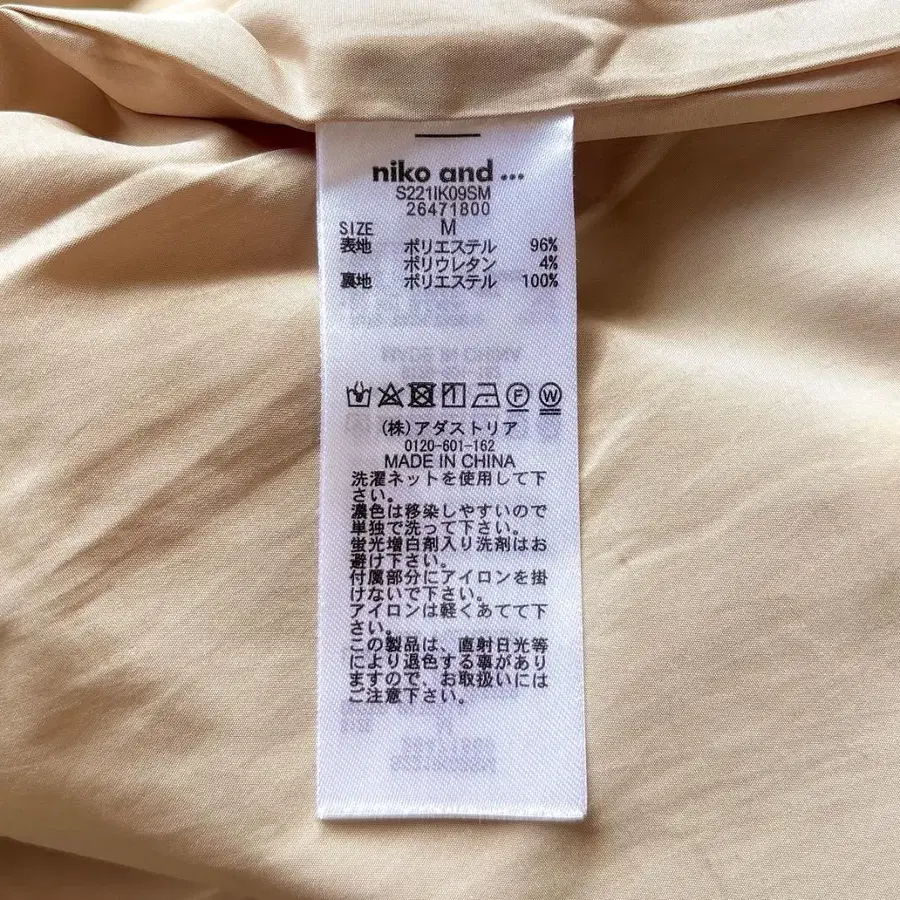 niko and ...
S221IK09SM
26471800
SIZE M
表地 ポリエステル 96%
ポリウレタン 4%
裏地 ポリエステル 100%
(株)アダストリア
0120-601-162
MADE IN CHINA
洗濯ネットを使用して下
さい。
濃色は移染しやすいので
単独で洗って下さい。
蛍光増白剤入り洗剤はお
避け下さい。
付属部分にアイロンを掛
けないで下さい。
アイロンは軽くあてて下
さい。
この製品は、直射日光等
により退色する事があり
ますので、お取扱いには
ご注意下さい。